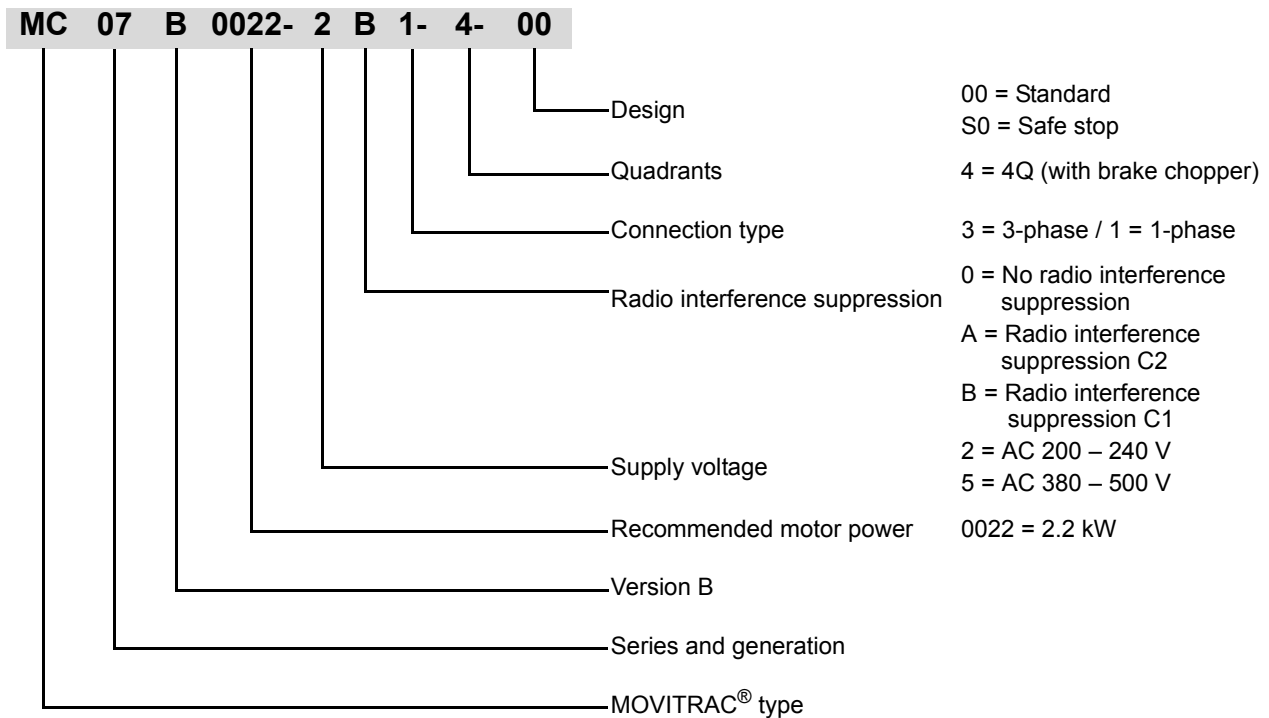 MC 07 B 0022- 2 B 1- 4- 00
Design
00 = Standard
S0 = Safe stop
Quadrants
4 = 4Q (with brake chopper)
Connection type
3 = 3-phase / 1 = 1-phase
Radio interference suppression
0 = No radio interference
suppression
A = Radio interference
suppression C2
B = Radio interference
suppression C1
Supply voltage
2 = AC 200 – 240 V
5 = AC 380 – 500 V
Recommended motor power
0022 = 2.2 kW
Version B
Series and generation
MOVITRAC® type